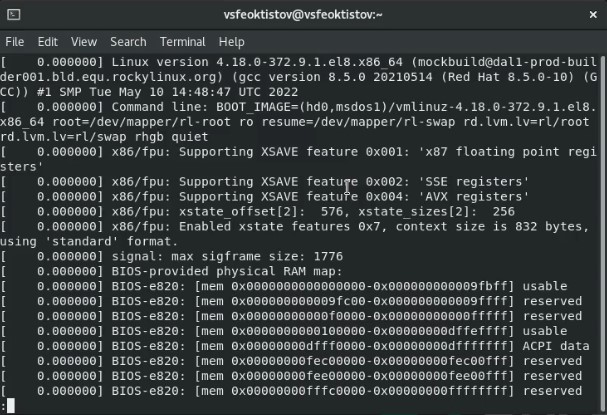 vsfeoktistov@vsfeoktistov:~
File Edit View Search Terminal Help
[    0.000000] Linux version 4.18.0-372.9.1.el8.x86_64 (mockbuild@dal1-prod-buil
der001.bld.equ.rockylinux.org) (gcc version 8.5.0 20210514 (Red Hat 8.5.0-10) (G
CC)) #1 SMP Tue May 10 14:48:47 UTC 2022
[    0.000000] Command line: BOOT_IMAGE=(hd0,msdos1)/vmlinuz-4.18.0-372.9.1.el8.
x86_64 root=/dev/mapper/rl-root ro resume=/dev/mapper/rl-swap rd.lvm.lv=rl/root
rd.lvm.lv=rl/swap rhgb quiet
[    0.000000] x86/fpu: Supporting XSAVE feature 0x001: 'x87 floating point regi
sters'
[    0.000000] x86/fpu: Supporting XSAVE feature 0x002: 'SSE registers'
[    0.000000] x86/fpu: Supporting XSAVE feature 0x004: 'AVX registers'
[    0.000000] x86/fpu: xstate_offset[2]:  576, xstate_sizes[2]:  256
[    0.000000] x86/fpu: Enabled xstate features 0x7, context size is 832 bytes,
using 'standard' format.
[    0.000000] signal: max sigframe size: 1776
[    0.000000] BIOS-provided physical RAM map:
[    0.000000] BIOS-e820: [mem 0x0000000000000000-0x000000000009fbff] usable
[    0.000000] BIOS-e820: [mem 0x000000000009fc00-0x000000000009ffff] reserved
[    0.000000] BIOS-e820: [mem 0x00000000000f0000-0x00000000000fffff] reserved
[    0.000000] BIOS-e820: [mem 0x0000000000100000-0x00000000dffeffff] usable
[    0.000000] BIOS-e820: [mem 0x00000000dfff0000-0x00000000dfffffff] ACPI data
[    0.000000] BIOS-e820: [mem 0x00000000fec00000-0x00000000fec00fff] reserved
[    0.000000] BIOS-e820: [mem 0x00000000fee00000-0x00000000fee00fff] reserved
[    0.000000] BIOS-e820: [mem 0x00000000fffc0000-0x00000000ffffffff] reserved
: